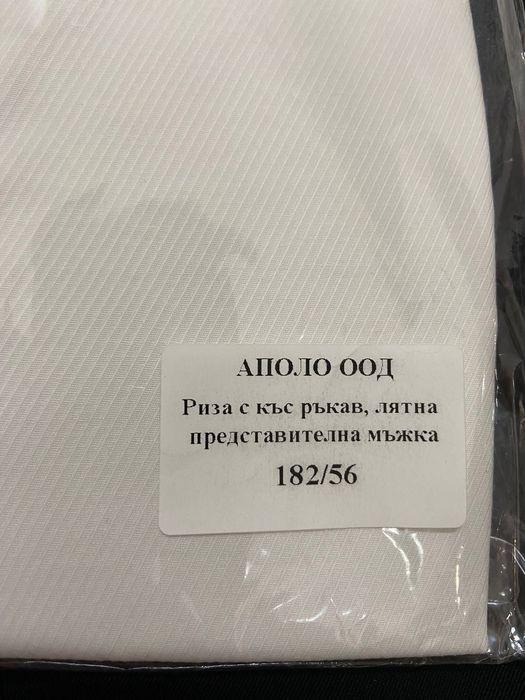 АПОЛО ООД
Риза с къс ръкав, лятна
представителна мъжка
182/56